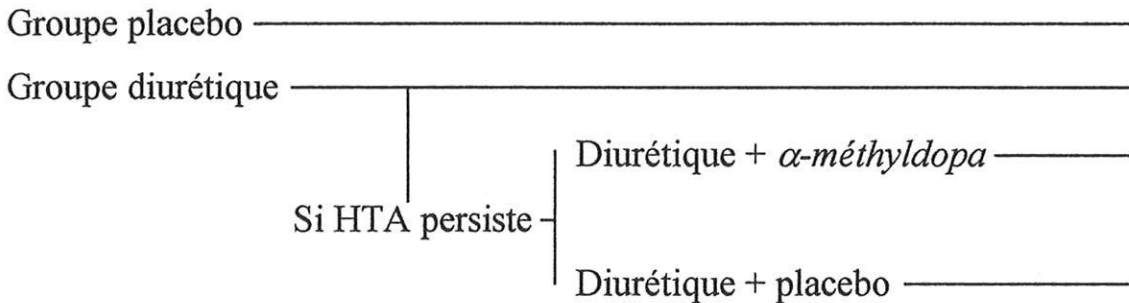 Groupe placebo
Groupe diurétique
Diurétique + α-méthyldopa
Si HTA persiste
Diurétique + placebo